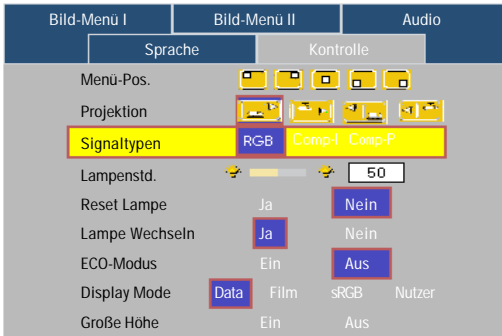 Bild-Menü I Bild-Menü II Audio
Sprache Kontrolle
Menü-Pos.
Projektion
Signaltypen RGB Comp-I Comp-P
Lampenstd. 50
Reset Lampe Ja Nein
Lampe Wechseln Ja Nein
ECO-Modus Ein Aus
Display Mode Data Film sRGB Nutzer
Große Höhe Ein Aus